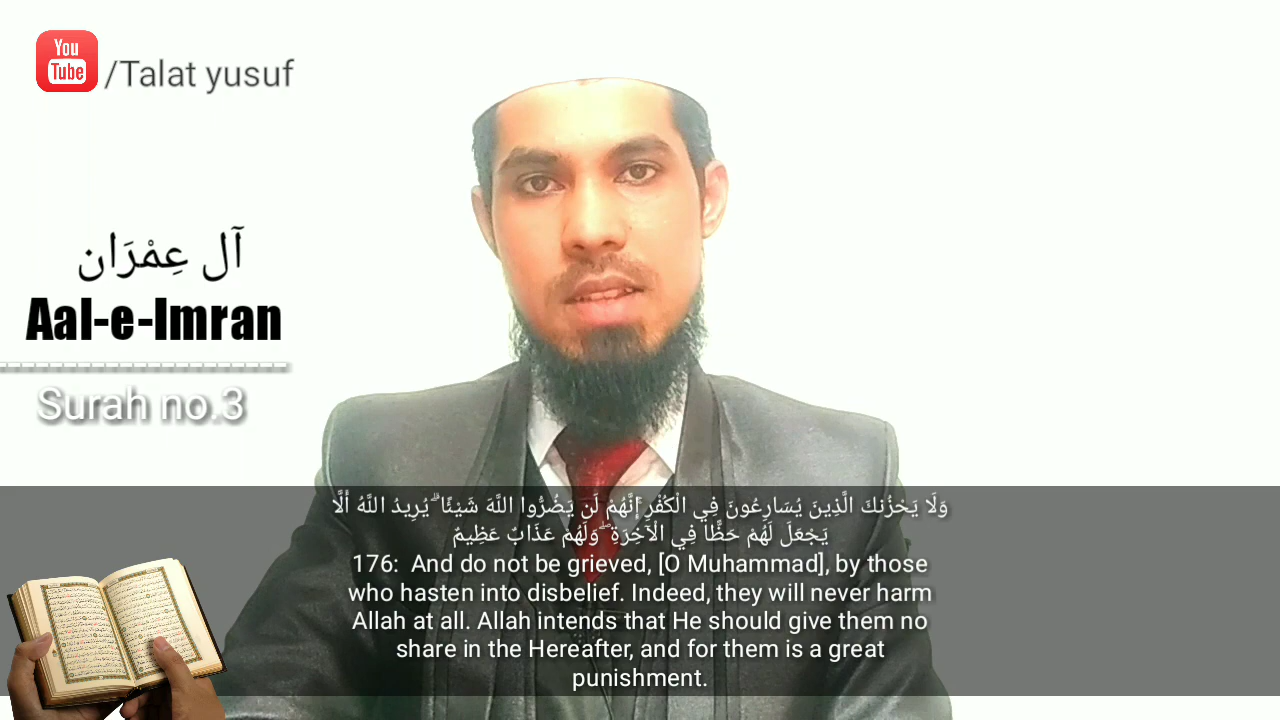 You
Tube
/Talat yusuf
آل عِمْرَان
Aal-e-Imran
Surah no.3
وَلَا يَحْزُنْكَ الَّذِينَ يُسَارِعُونَ فِي الْكُفْرِ ۚ إِنَّهُمْ لَنْ يَضُرُّوا اللَّهَ شَيْئًا ۗ يُرِيدُ اللَّهُ أَلَّا
يَجْعَلَ لَهُمْ حَظًّا فِي الْآخِرَةِ ۖ وَلَهُمْ عَذَابٌ عَظِيمٌ
176:  And do not be grieved, [O Muhammad], by those
who hasten into disbelief. Indeed, they will never harm
Allah at all. Allah intends that He should give them no
share in the Hereafter, and for them is a great
punishment.